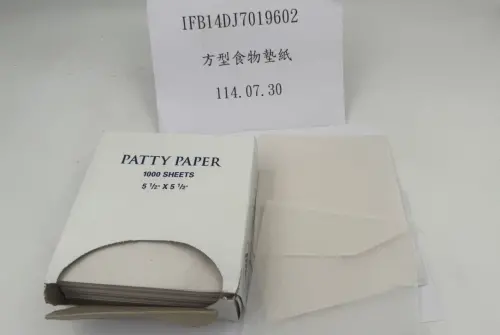 IFB14DJ7019602
方型食物墊紙
114.07.30
PATTY PAPER
1000 SHEETS
5 ½" X 5 ½"